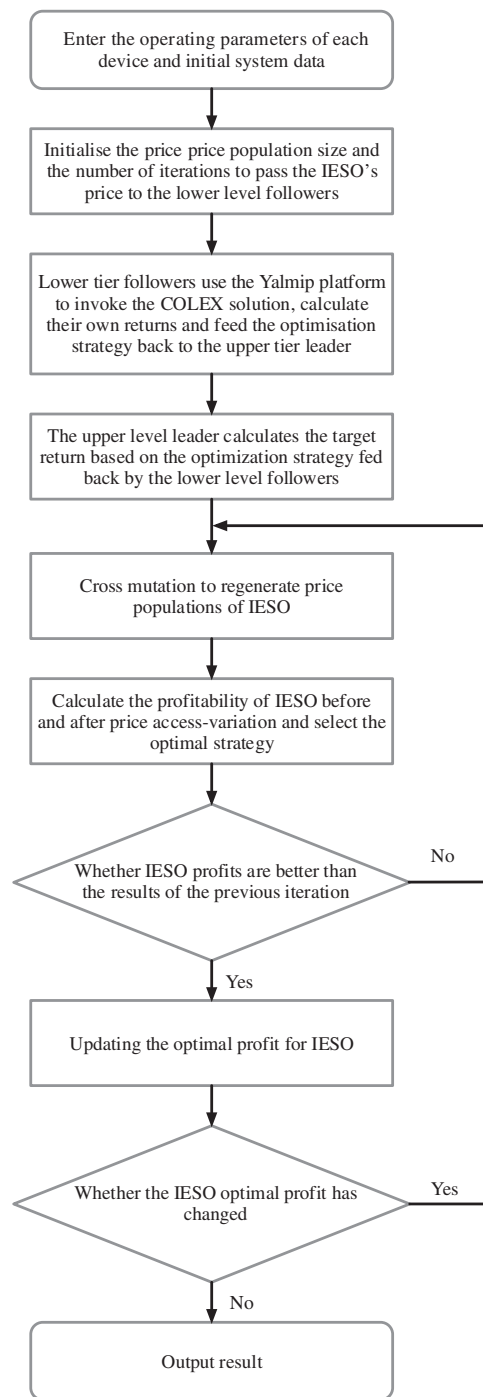 Enter the operating parameters of each
device and initial system data
Initialise the price price population size and
the number of iterations to pass the IESO's
price to the lower level followers
Lower tier followers use the Yalmip platform
to invoke the COLEX solution, calculate
their own returns and feed the optimisation
strategy back to the upper tier leader
The upper level leader calculates the target
return based on the optimization strategy fed
back by the lower level followers
Cross mutation to regenerate price
populations of IESO
Calculate the profitability of IESO before
and after price access-variation and select the
optimal strategy
Whether IESO profits are better than
the results of the previous iteration
No
Yes
Updating the optimal profit for IESO
Whether the IESO optimal profit has
changed
Yes
No
Output result